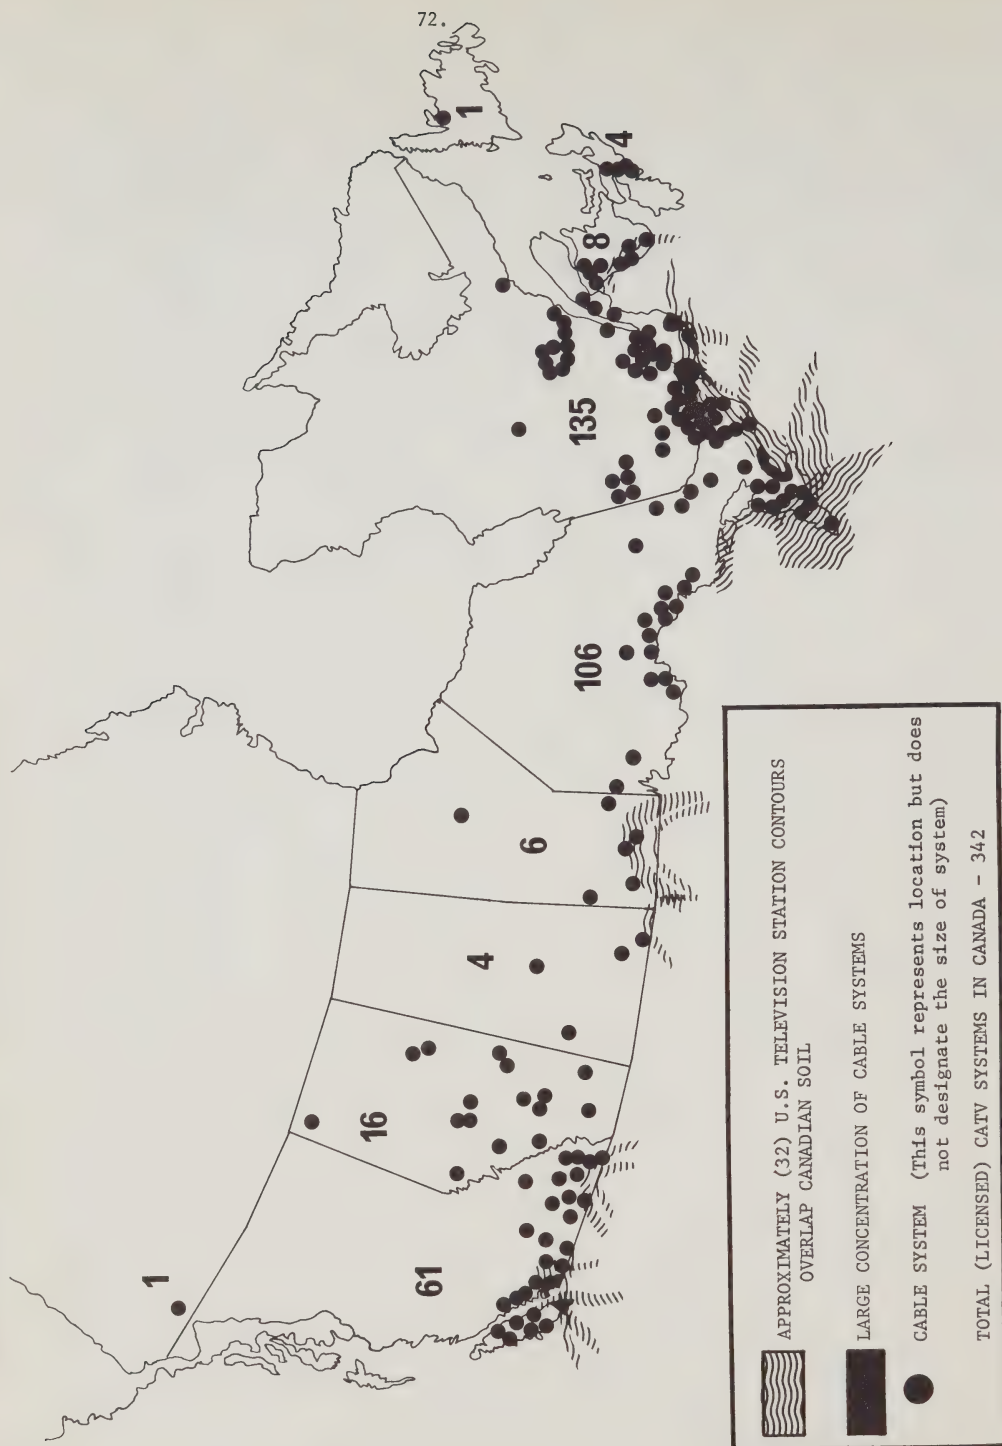 72.
1
61
16
4
6
106
135
8
4
1
APPROXIMATELY (32) U.S. TELEVISION STATION CONTOURS
OVERLAP CANADIAN SOIL
LARGE CONCENTRATION OF CABLE SYSTEMS
CABLE SYSTEM (This symbol represents location but does
not designate the size of system)
TOTAL (LICENSED) CATV SYSTEMS IN CANADA - 342